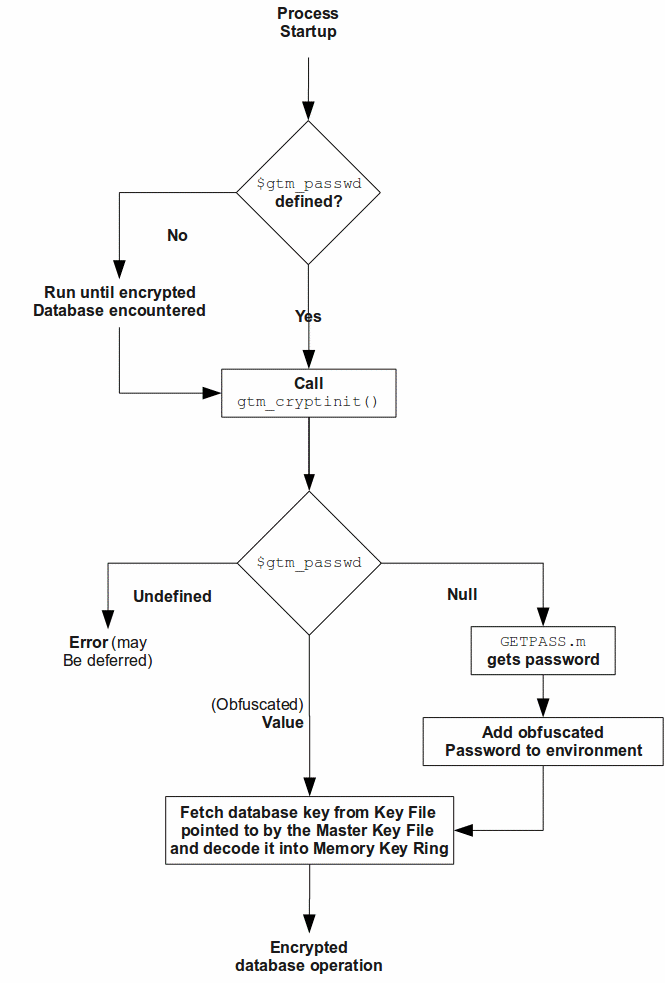 Process
Startup
$gtm_passwd
defined?
No
Run until encrypted
Database encountered
Yes
Call
gtm_cryptinit()
$gtm_passwd
Undefined
Null
Error (may
Be deferred)
GETPASS.m
gets password
(Obfuscated)
Value
Add obfuscated
Password to environment
Fetch database key from Key File
pointed to by the Master Key File
and decode it into Memory Key Ring
Encrypted
database operation